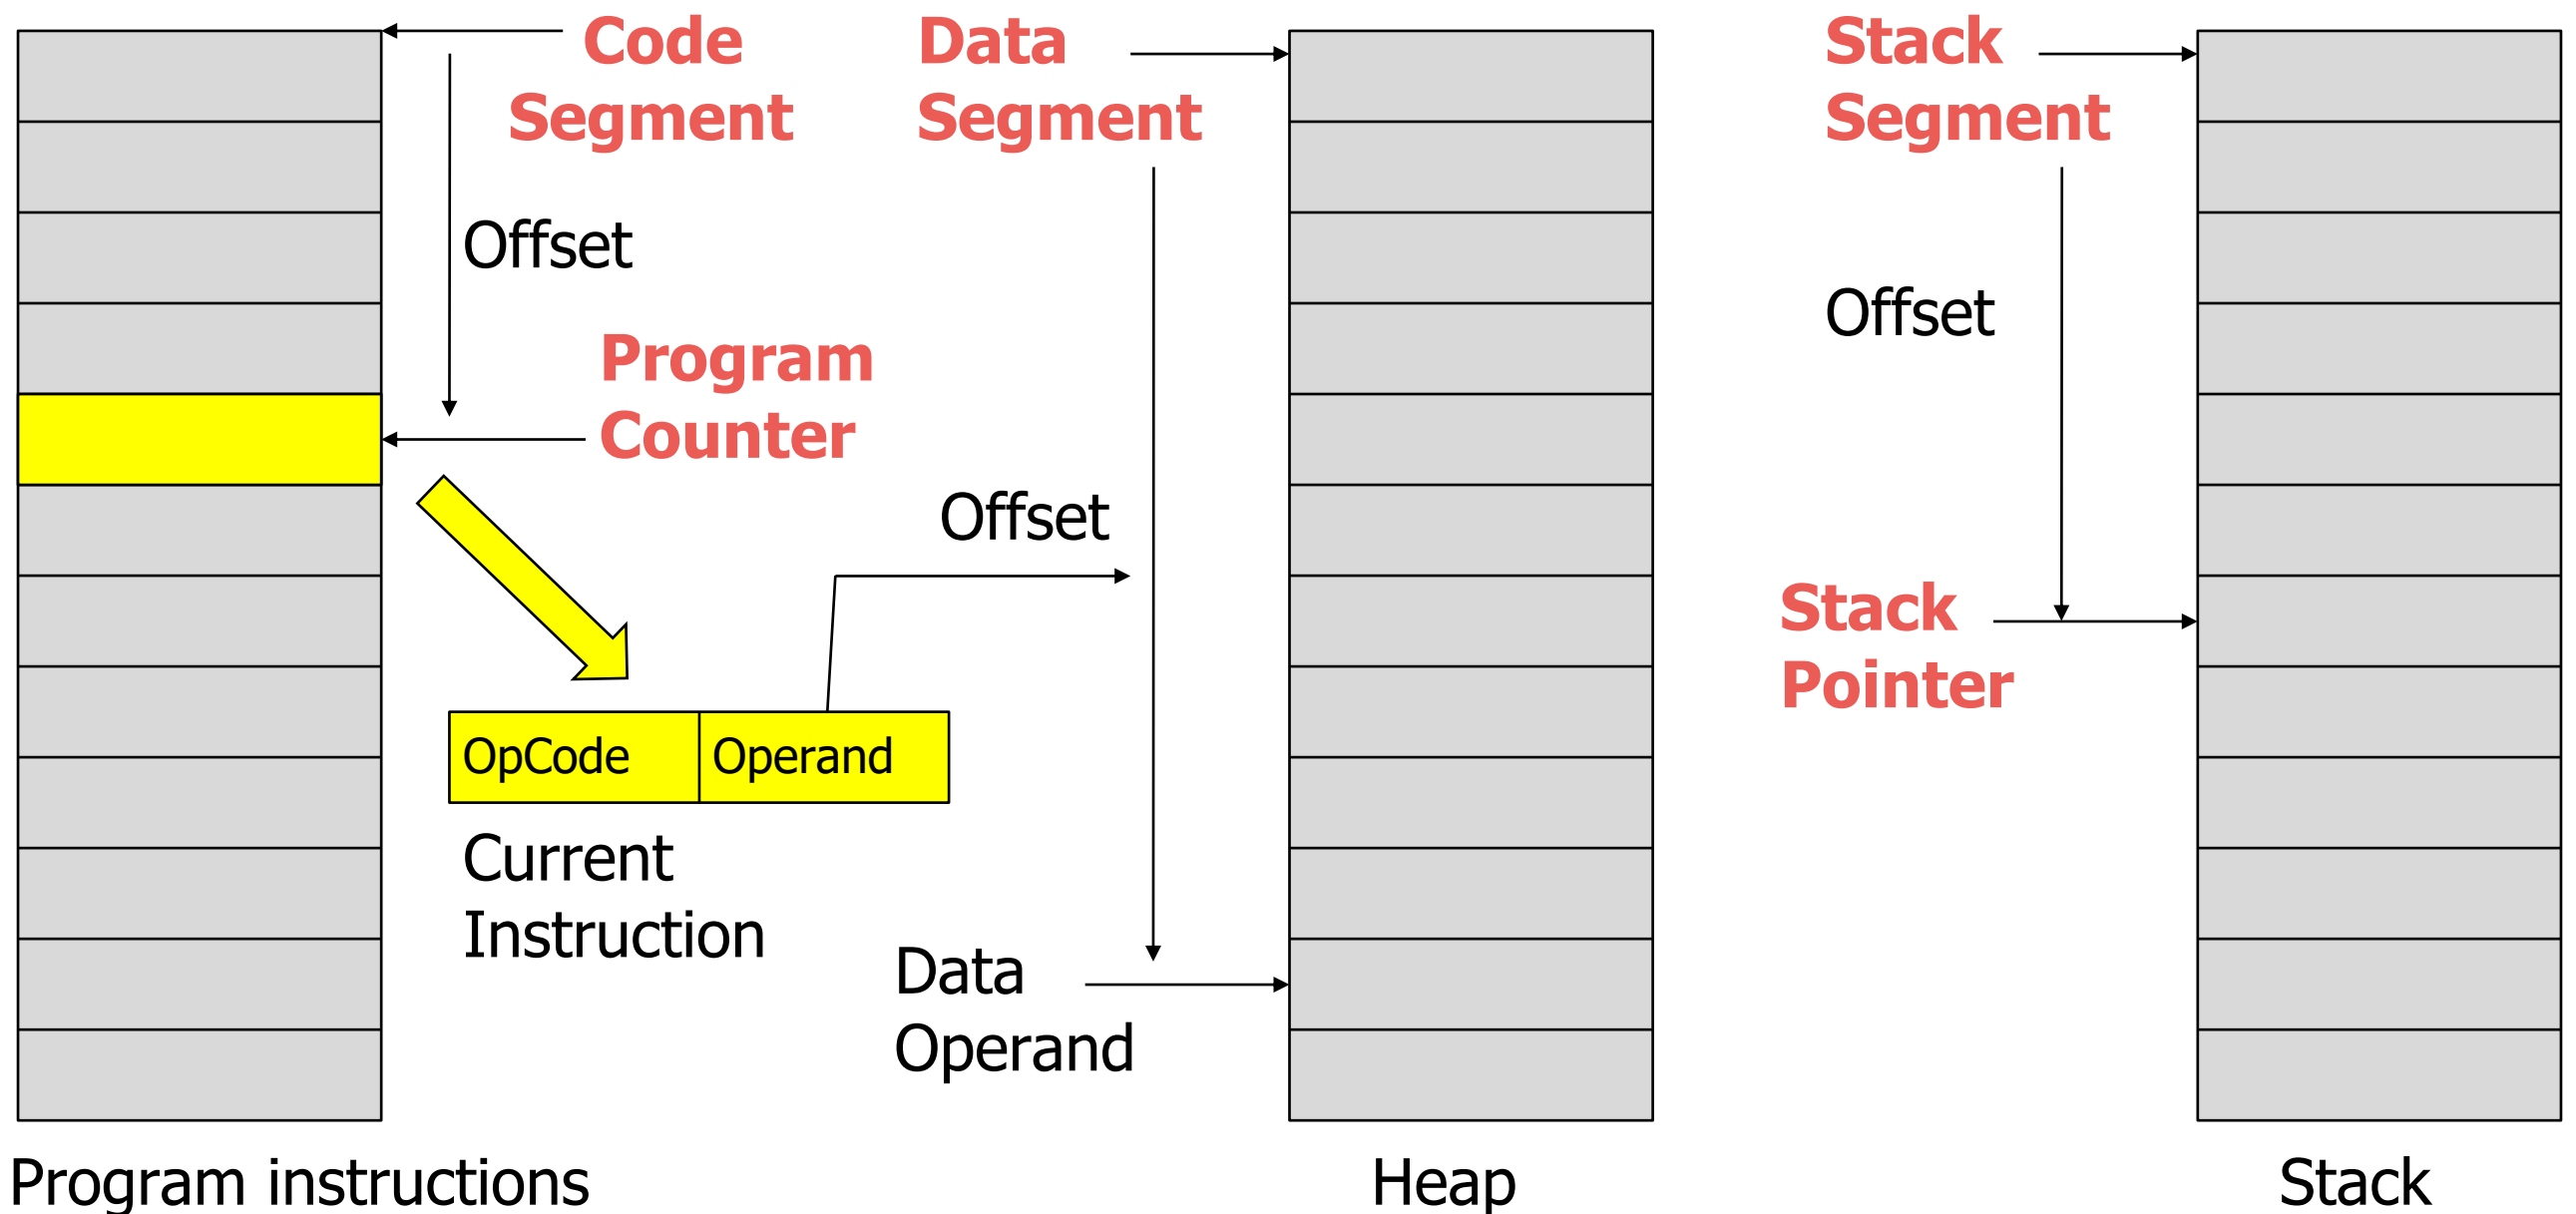 Code
Segment
Offset
Program
Counter
OpCode
Operand
Current
Instruction
Program instructions
Data
Segment
Offset
Data
Operand
Heap
Stack
Segment
Offset
Stack
Pointer
Stack